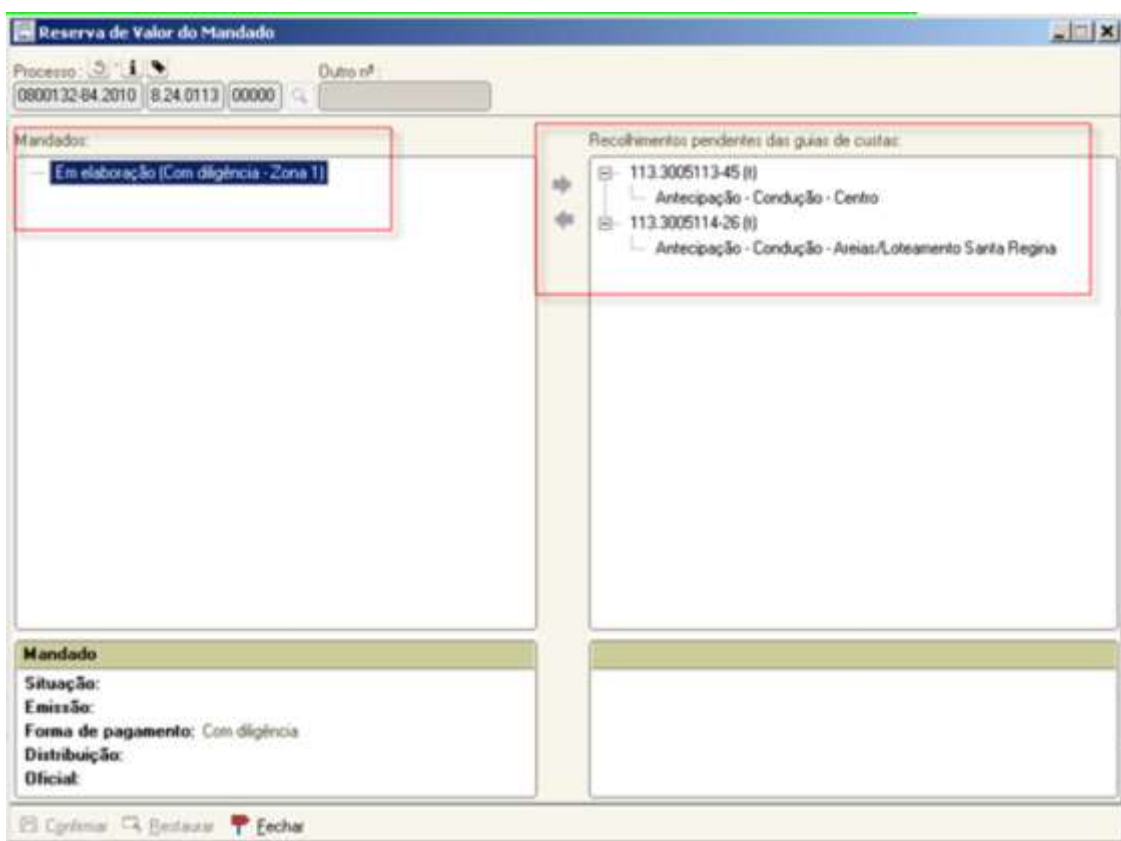 Reserva de Valor do Mandado
Processo: Outro nº:
0800132-84.2010 8.24.0113 00000
Mandados: Recolhimentos pendentes das guias de custas:
Em elaboração (Com diligência - Zona 1)
113.3005113-45 (t)
Antecipação - Condução - Centro
113.3005114-26 (t)
Antecipação - Condução - Areias/Loteamento Santa Regina
Mandado
Situação:
Emissão:
Forma de pagamento: Com diligência
Distribuição:
Oficial:
Confirmar Restaurar Fechar